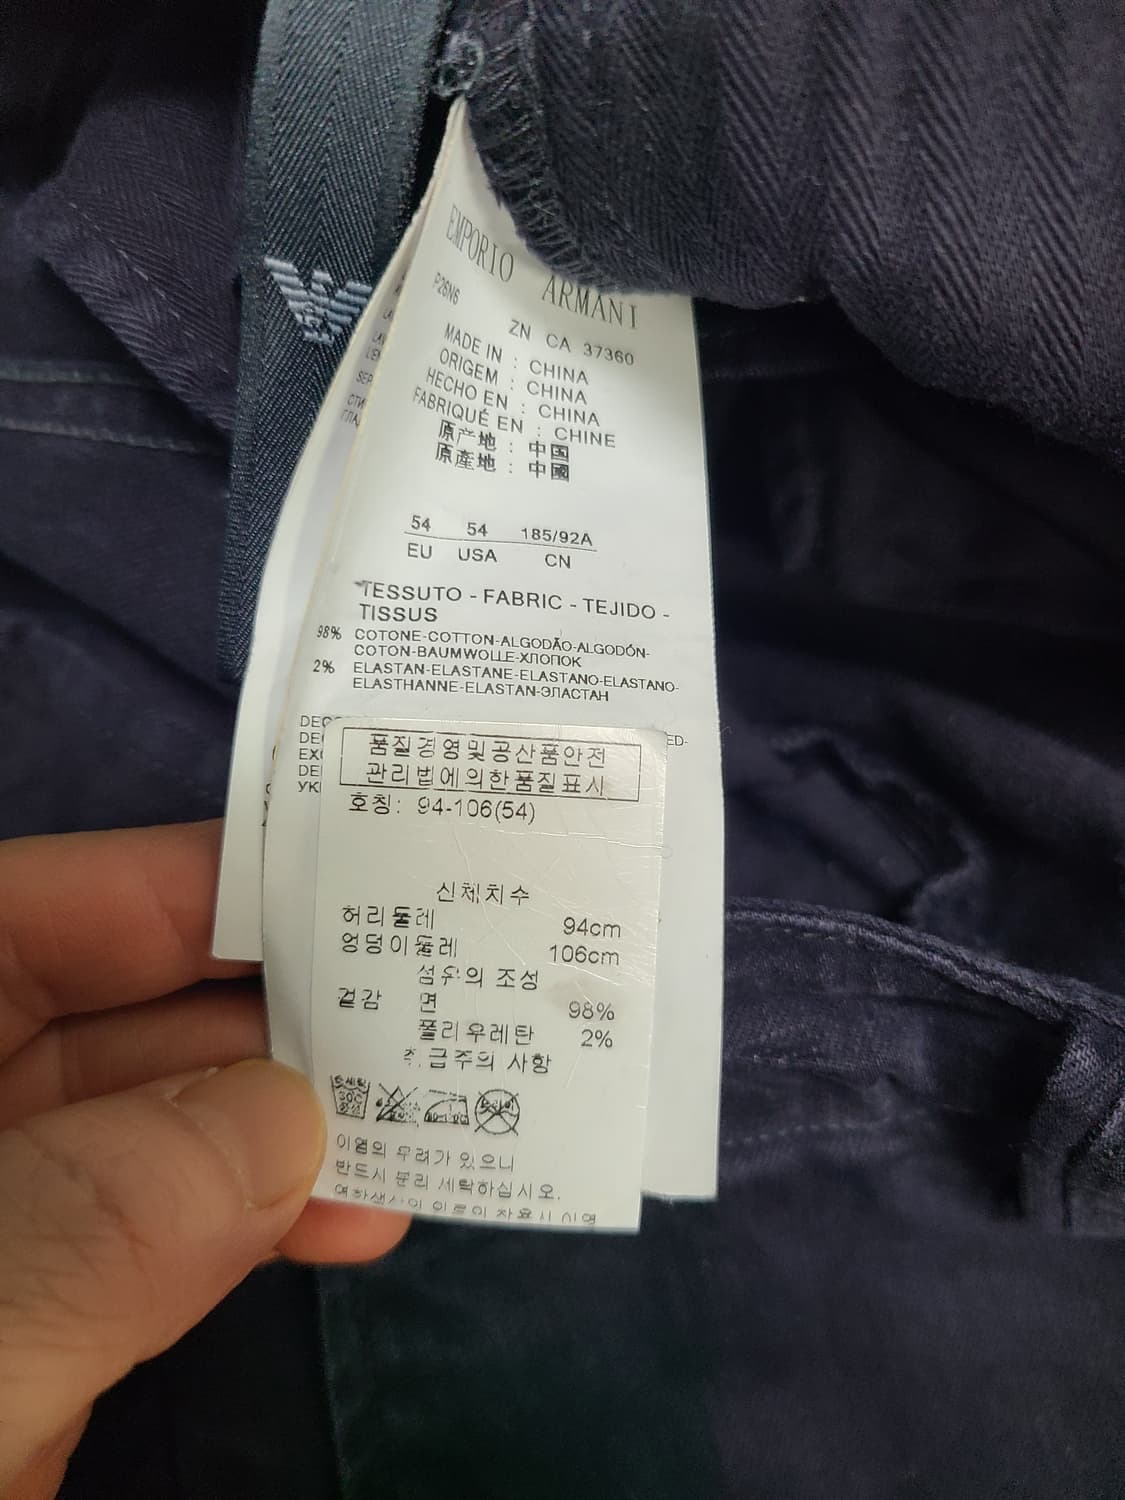 EMPORIO ARMANI
P26N6
ZN CA 37360
MADE IN : CHINA
ORIGEM : CHINA
HECHO EN : CHINA
FABRIQUÉ EN : CHINE
原产地 : 中国
原產地 : 中國
54 54 185/92A
EU USA CN
TESSUTO - FABRIC - TEJIDO -
TISSUS
98% COTONE-COTTON-ALGODÃO-ALGODÓN-
COTON-BAUMWOLLE-ХЛОПОК
2% ELASTAN-ELASTANE-ELASTANO-ELASTANO-
ELASTHANNE-ELASTAN-ЭЛАСТАН
품질경영및공산품안전
관리법에의한품질표시
호칭: 94-106(54)
신체치수
허리둘레 94cm
엉덩이둘레 106cm
섬유의 조성
겉감 면 98%
폴리우레탄 2%
취급주의 사항
이염의 우려가 있으니
반드시 분리 세탁하십시오.